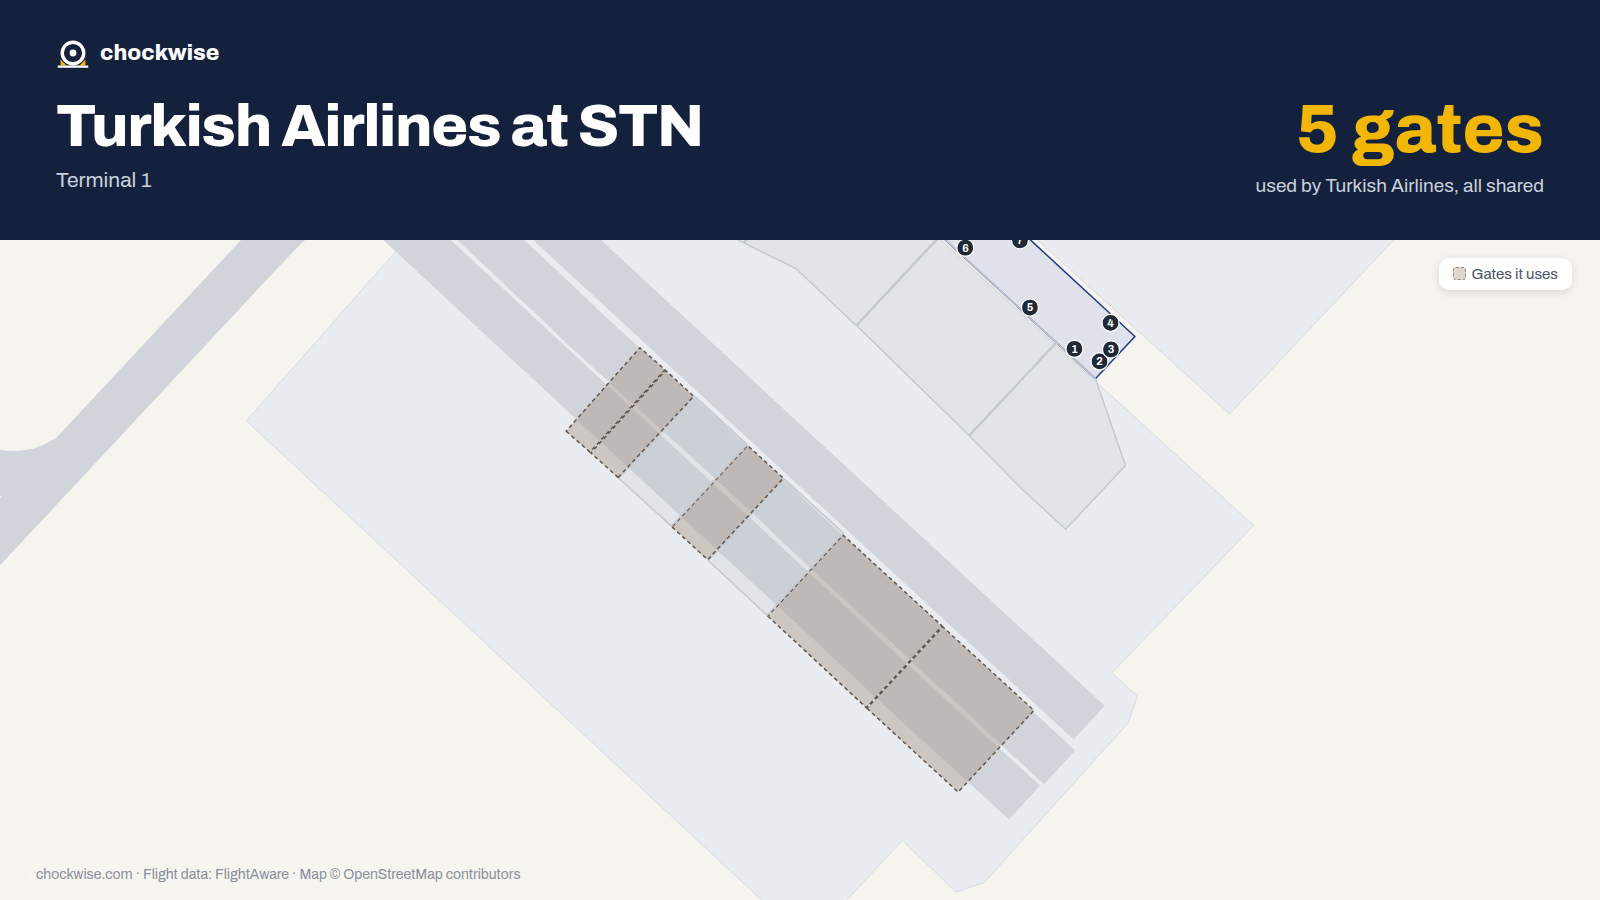 chockwise
Turkish Airlines at STN
Terminal 1
5 gates
used by Turkish Airlines, all shared
Gates it uses
6
7
5
4
1
3
2
chockwise.com · Flight data: FlightAware · Map © OpenStreetMap contributors